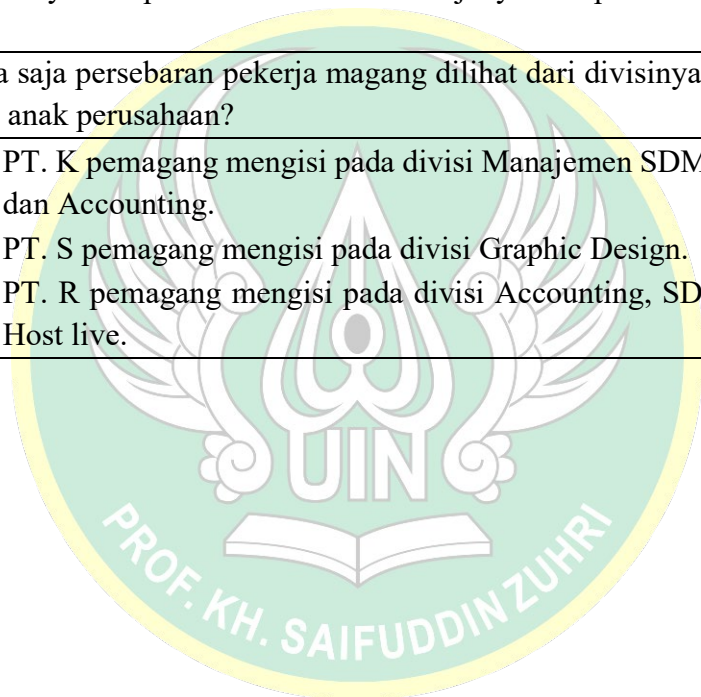 a saja persebaran pekerja magang dilihat dari divisinya
anak perusahaan?
PT. K pemagang mengisi pada divisi Manajemen SDM
dan Accounting.
PT. S pemagang mengisi pada divisi Graphic Design.
PT. R pemagang mengisi pada divisi Accounting, SD
Host live.
UIN
PROF. KH. SAIFUDDIN ZUHRI